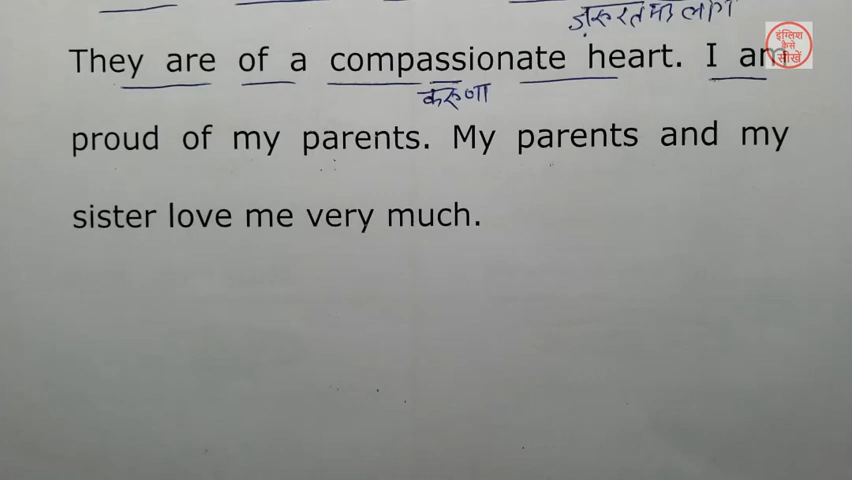 ज़रूरतमंद लोग
They are of a compassionate heart. I am
करुणा
proud of my parents. My parents and my
sister love me very much.
इंग्लिश
कैसे
सीखें